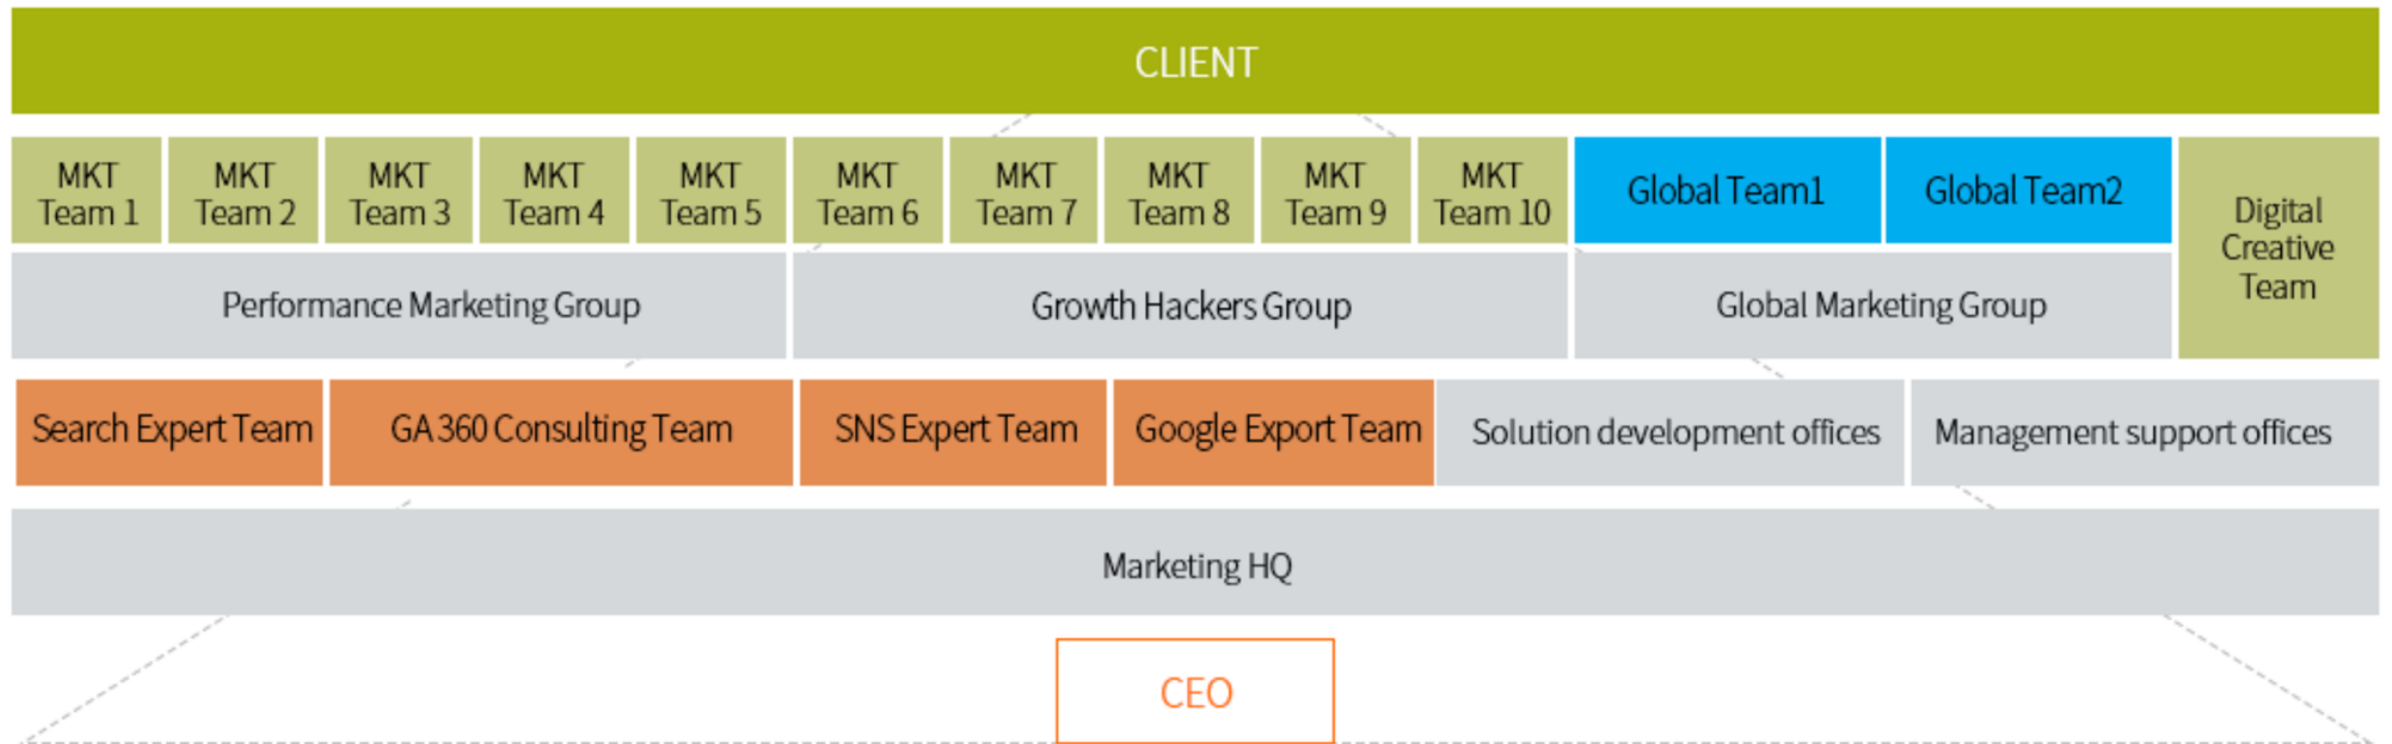 CLIENT
MKT
Team 1
MKT
Team 2
MKT
Team 3
MKT
Team 4
MKT
Team 5
MKT
Team 6
MKT
Team 7
MKT
Team 8
MKT
Team 9
MKT
Team 10
Global Team1
Global Team2
Digital
Creative
Team
Performance Marketing Group
Growth Hackers Group
Global Marketing Group
Search Expert Team
GA 360 Consulting Team
SNS Expert Team
Google Export Team
Solution development offices
Management support offices
Marketing HQ
CEO